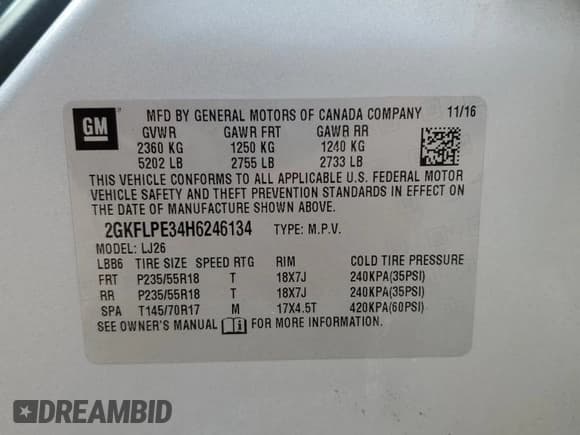 GM
MFD BY GENERAL MOTORS OF CANADA COMPANY 11/16
GVWR GAWR FRT GAWR RR
2360 KG 1250 KG 1240 KG
5202 LB 2755 LB 2733 LB
THIS VEHICLE CONFORMS TO ALL APPLICABLE U.S. FEDERAL MOTOR
VEHICLE SAFETY AND THEFT PREVENTION STANDARDS IN EFFECT ON
THE DATE OF MANUFACTURE SHOWN ABOVE.
2GKFLPE34H6246134 TYPE: M.P.V.
MODEL: LJ26
LBB6 TIRE SIZE SPEED RTG RIM COLD TIRE PRESSURE
FRT P235/55R18 T 18X7J 240KPA(35PSI)
RR P235/55R18 T 18X7J 240KPA(35PSI)
SPA T145/70R17 M 17X4.5T 420KPA(60PSI)
SEE OWNER'S MANUAL i FOR MORE INFORMATION.
DREAMBID